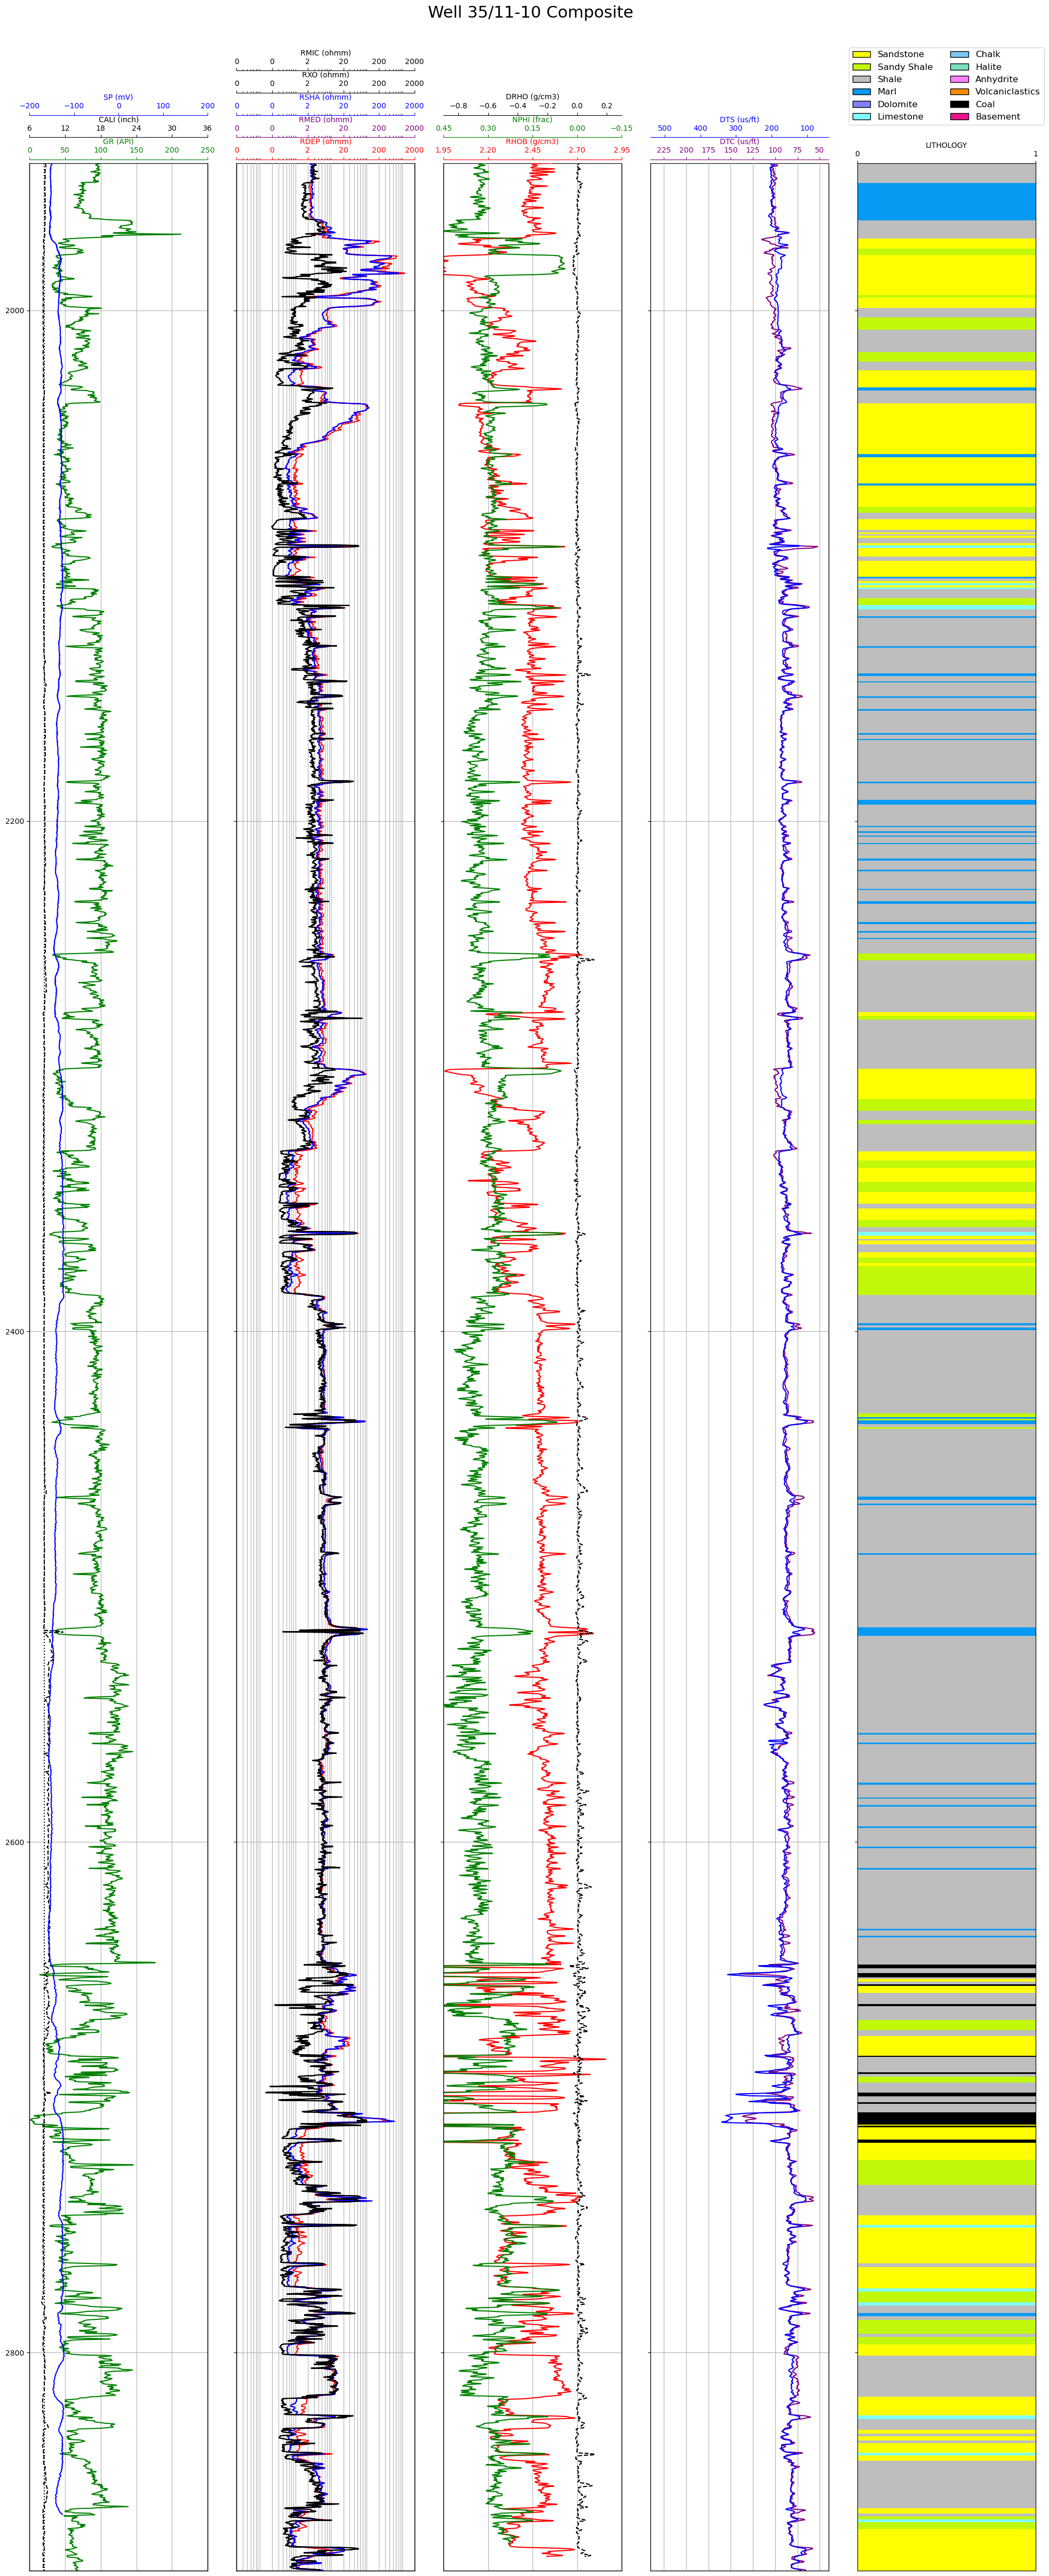 Well 35/11-10 Composite
RMIC (ohmm)
0 0 2 20 200 2000
RXO (ohmm)
0 0 2 20 200 2000
SP (mV)
−200 −100 0 100 200
RSHA (ohmm)
0 0 2 20 200 2000
DRHO (g/cm3)
−0.8 −0.6 −0.4 −0.2 0.0 0.2
DTS (us/ft)
500 400 300 200 100
CALI (inch)
6 12 18 24 30 36
RMED (ohmm)
0 0 2 20 200 2000
NPHI (frac)
0.45 0.30 0.15 0.00 −0.15
GR (API)
0 50 100 150 200 250
RDEP (ohmm)
0 0 2 20 200 2000
RHOB (g/cm3)
1.95 2.20 2.45 2.70 2.95
DTC (us/ft)
225 200 175 150 125 100 75 50
Sandstone
Sandy Shale
Shale
Marl
Dolomite
Limestone
Chalk
Halite
Anhydrite
Volcaniclastics
Coal
Basement
LITHOLOGY
0 1
2000
2200
2400
2600
2800